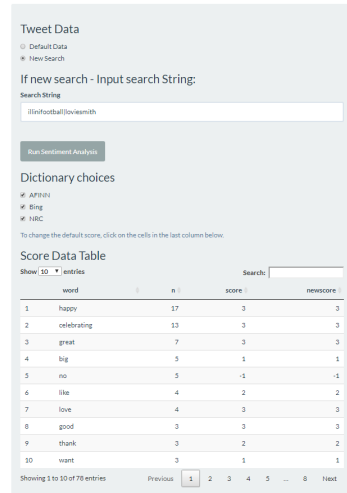 Tweet Data
Default Data
New Search
If new search - Input search String:
Search String
illinifootball|loviesmith
Run Sentiment Analysis
Dictionary choices
AFINN
Bing
NRC
To change the default score, click on the cells in the last column below.
Score Data Table
Show 10 entries Search:
word n score newscore
1 happy 17 3 3
2 celebrating 13 3 3
3 great 7 3 3
4 big 5 1 1
5 no 5 -1 -1
6 like 4 2 2
7 love 4 3 3
8 good 3 3 3
9 thank 3 2 2
10 want 3 1 1
Showing 1 to 10 of 78 entries Previous 1 2 3 4 5 ... 8 Next